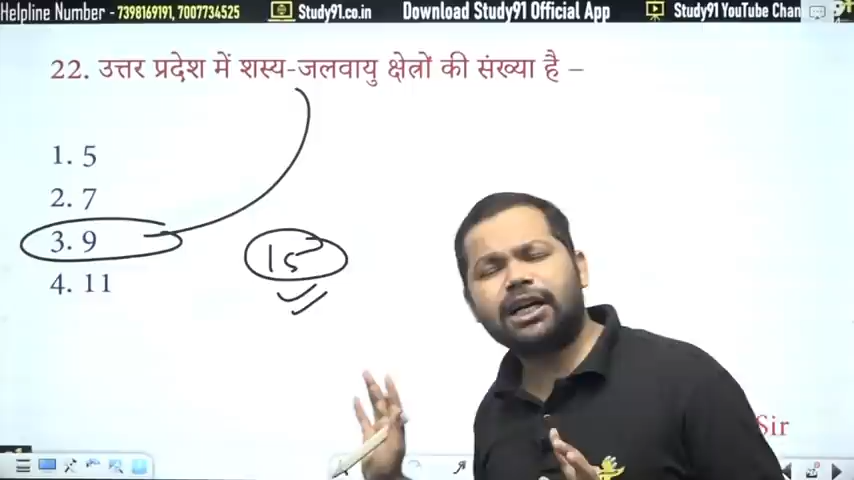 Helpline Number - 7398169191, 7007734525 Study91.co.in Download Study91 Official App Study91 YouTube Chan
22. उत्तर प्रदेश में शस्य-जलवायु क्षेत्रों की संख्या है –
1. 5
2. 7
3. 9
4. 11
15
Sir